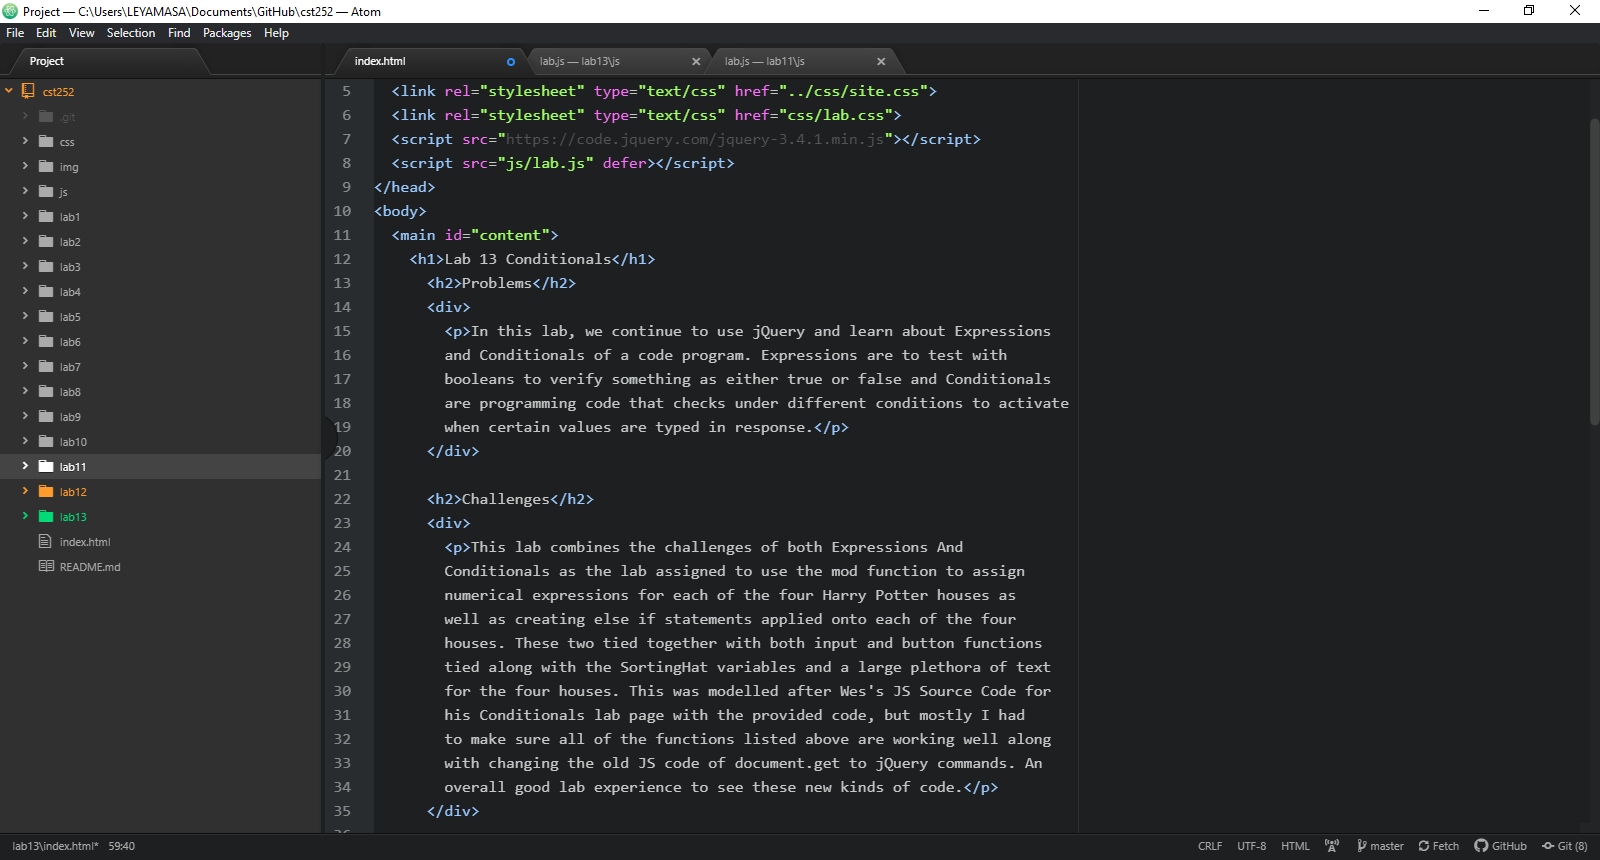 Project — C:\Users\LEYAMASA\Documents\GitHub\cst252 — Atom
File Edit View Selection Find Packages Help
Project
index.html
lab.js — lab13\js
lab.js — lab11\js
cst252
.git
css
img
js
lab1
lab2
lab3
lab4
lab5
lab6
lab7
lab8
lab9
lab10
lab11
lab12
lab13
index.html
README.md
5 <link rel="stylesheet" type="text/css" href="../css/site.css">
6 <link rel="stylesheet" type="text/css" href="css/lab.css">
7 <script src="https://code.jquery.com/jquery-3.4.1.min.js"></script>
8 <script src="js/lab.js" defer></script>
9 </head>
10 <body>
11 <main id="content">
12 <h1>Lab 13 Conditionals</h1>
13 <h2>Problems</h2>
14 <div>
15 <p>In this lab, we continue to use jQuery and learn about Expressions
16 and Conditionals of a code program. Expressions are to test with
17 booleans to verify something as either true or false and Conditionals
18 are programming code that checks under different conditions to activate
19 when certain values are typed in response.</p>
20 </div>
21
22 <h2>Challenges</h2>
23 <div>
24 <p>This lab combines the challenges of both Expressions And
25 Conditionals as the lab assigned to use the mod function to assign
26 numerical expressions for each of the four Harry Potter houses as
27 well as creating else if statements applied onto each of the four
28 houses. These two tied together with both input and button functions
29 tied along with the SortingHat variables and a large plethora of text
30 for the four houses. This was modelled after Wes's JS Source Code for
31 his Conditionals lab page with the provided code, but mostly I had
32 to make sure all of the functions listed above are working well along
33 with changing the old JS code of document.get to jQuery commands. An
34 overall good lab experience to see these new kinds of code.</p>
35 </div>
lab13\index.html* 59:40
CRLF UTF-8 HTML master Fetch GitHub Git (8)